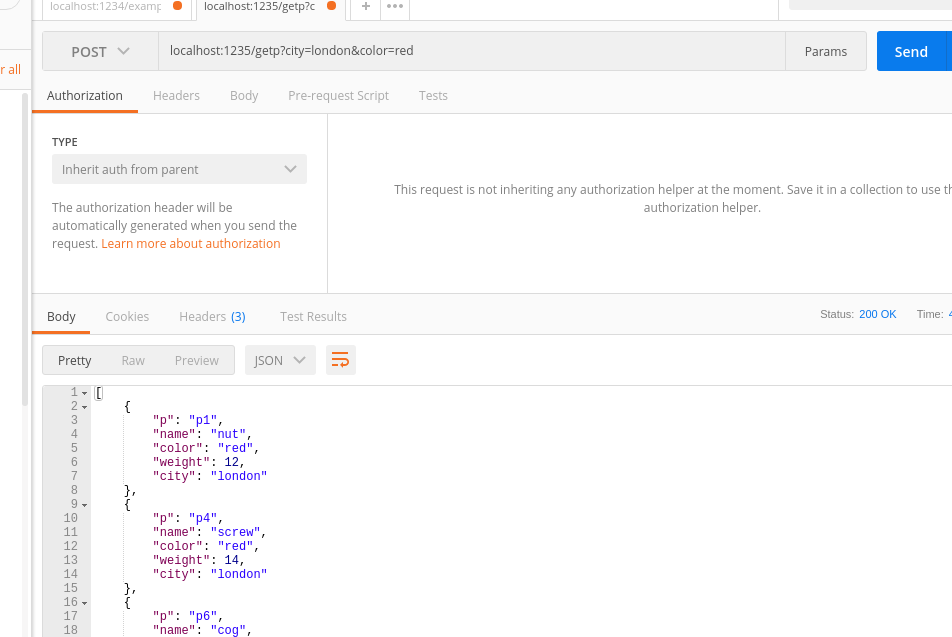 localhost:1234/examp localhost:1235/getp?c + •••
r all
POST localhost:1235/getp?city=london&color=red Params Send
Authorization Headers Body Pre-request Script Tests
TYPE
Inherit auth from parent
The authorization header will be
automatically generated when you send the
request. Learn more about authorization
This request is not inheriting any authorization helper at the moment. Save it in a collection to use th
authorization helper.
Body Cookies Headers (3) Test Results Status: 200 OK Time: 4
Pretty Raw Preview JSON
1 [
2 {
3 "p": "p1",
4 "name": "nut",
5 "color": "red",
6 "weight": 12,
7 "city": "london"
8 },
9 {
10 "p": "p4",
11 "name": "screw",
12 "color": "red",
13 "weight": 14,
14 "city": "london"
15 },
16 {
17 "p": "p6",
18 "name": "cog",